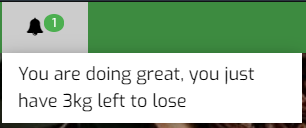 1
You are doing great, you just
have 3kg left to lose